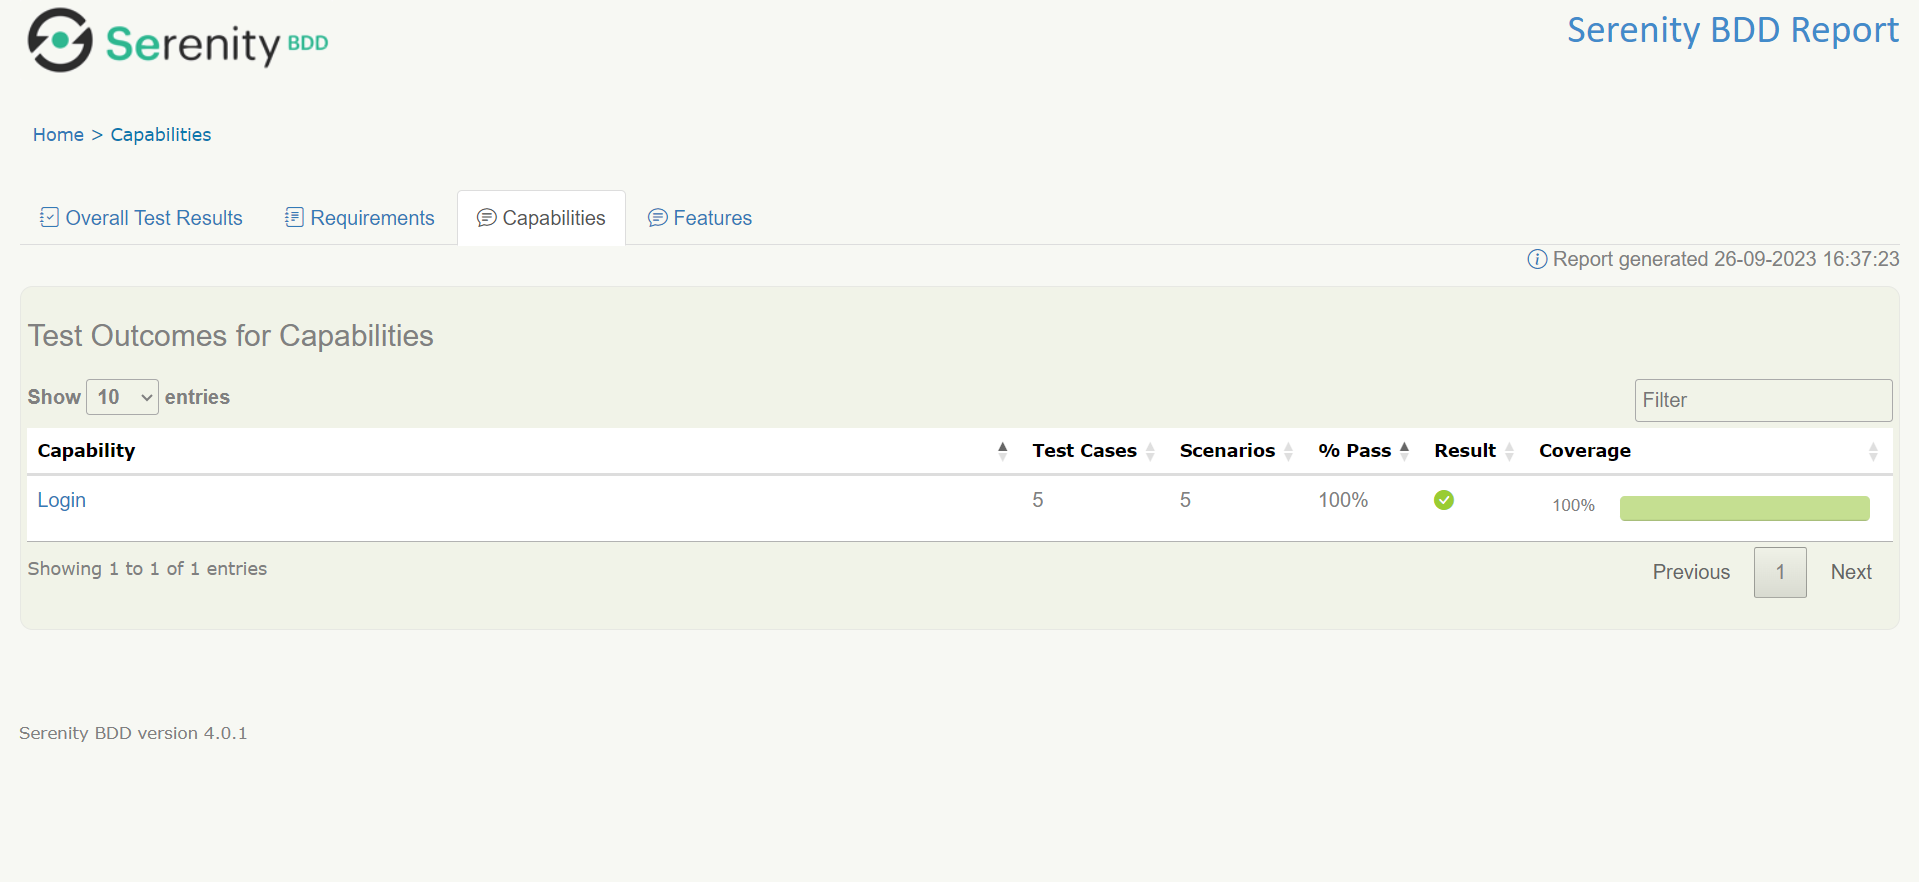 Serenity BDD
Serenity BDD Report
Home > Capabilities
Overall Test Results Requirements Capabilities Features
Report generated 26-09-2023 16:37:23
Test Outcomes for Capabilities
Show 10 entries
Filter
Capability Test Cases Scenarios % Pass Result Coverage
Login 5 5 100% 100%
Showing 1 to 1 of 1 entries
Previous 1 Next
Serenity BDD version 4.0.1